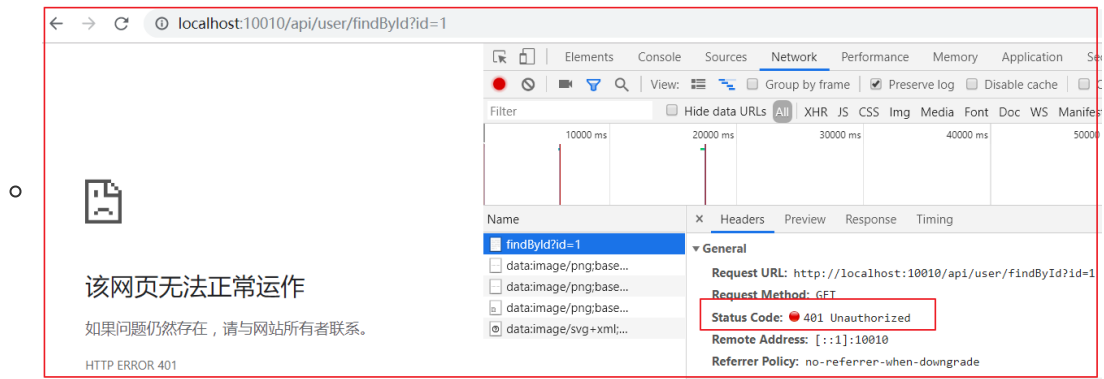 localhost:10010/api/user/findById?id=1
Elements Console Sources Network Performance Memory Application
View: Group by frame Preserve log Disable cache
Filter Hide data URLs All XHR JS CSS Img Media Font Doc WS Manifest
10000 ms 20000 ms 30000 ms 40000 ms 50000
Name × Headers Preview Response Timing
findById?id=1
data:image/png;base...
data:image/png;base...
data:image/png;base...
data:image/svg+xml;...
General
Request URL: http://localhost:10010/api/user/findById?id=1
Request Method: GET
Status Code: 401 Unauthorized
Remote Address: [::1]:10010
Referrer Policy: no-referrer-when-downgrade
该网页无法正常运作
如果问题仍然存在，请与网站所有者联系。
HTTP ERROR 401